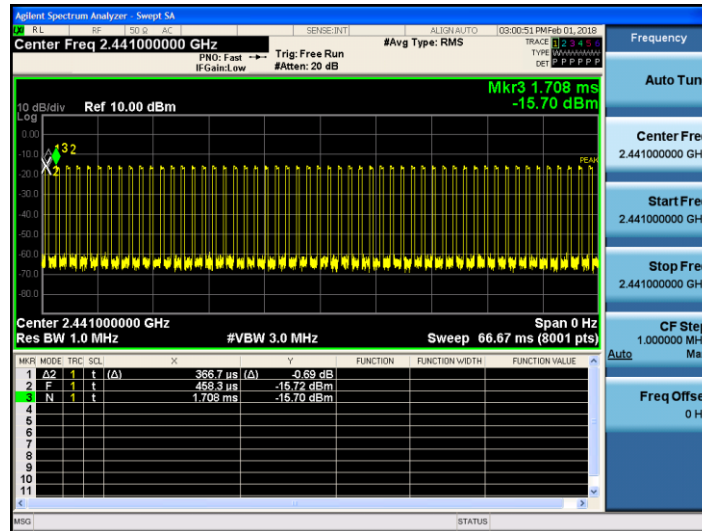 Agilent Spectrum Analyzer - Swept SA
RL RF 50 Ω AC SENSE:INT ALIGN AUTO 03:00:51 PM Feb 01, 2018
Center Freq 2.441000000 GHz
#Avg Type: RMS
TRACE 1 2 3 4 5 6
TYPE
DET P P P P P P
PNO: Fast
IFGain:Low
Trig: Free Run
#Atten: 20 dB
Mkr3 1.708 ms
-15.70 dBm
10 dB/div Ref 10.00 dBm
Log
0.00
-10.0
-20.0
-30.0
-40.0
-50.0
-60.0
-70.0
-80.0
1 3 2
2
PEAK
Center 2.441000000 GHz Span 0 Hz
Res BW 1.0 MHz #VBW 3.0 MHz Sweep 66.67 ms (8001 pts)
MKR MODE TRC SCL X Y FUNCTION FUNCTION WIDTH FUNCTION VALUE
1 Δ2 1 t (Δ) 366.7 µs (Δ) -0.69 dB
2 F 1 t 458.3 µs -15.72 dBm
3 N 1 t 1.708 ms -15.70 dBm
4
5
6
7
8
9
10
11
MSG STATUS
Frequency
Auto Tun
Center Fre
2.441000000 GH
Start Fre
2.441000000 GH
Stop Fre
2.441000000 GH
CF Step
1.000000 MH
Auto Ma
Freq Offse
0 H